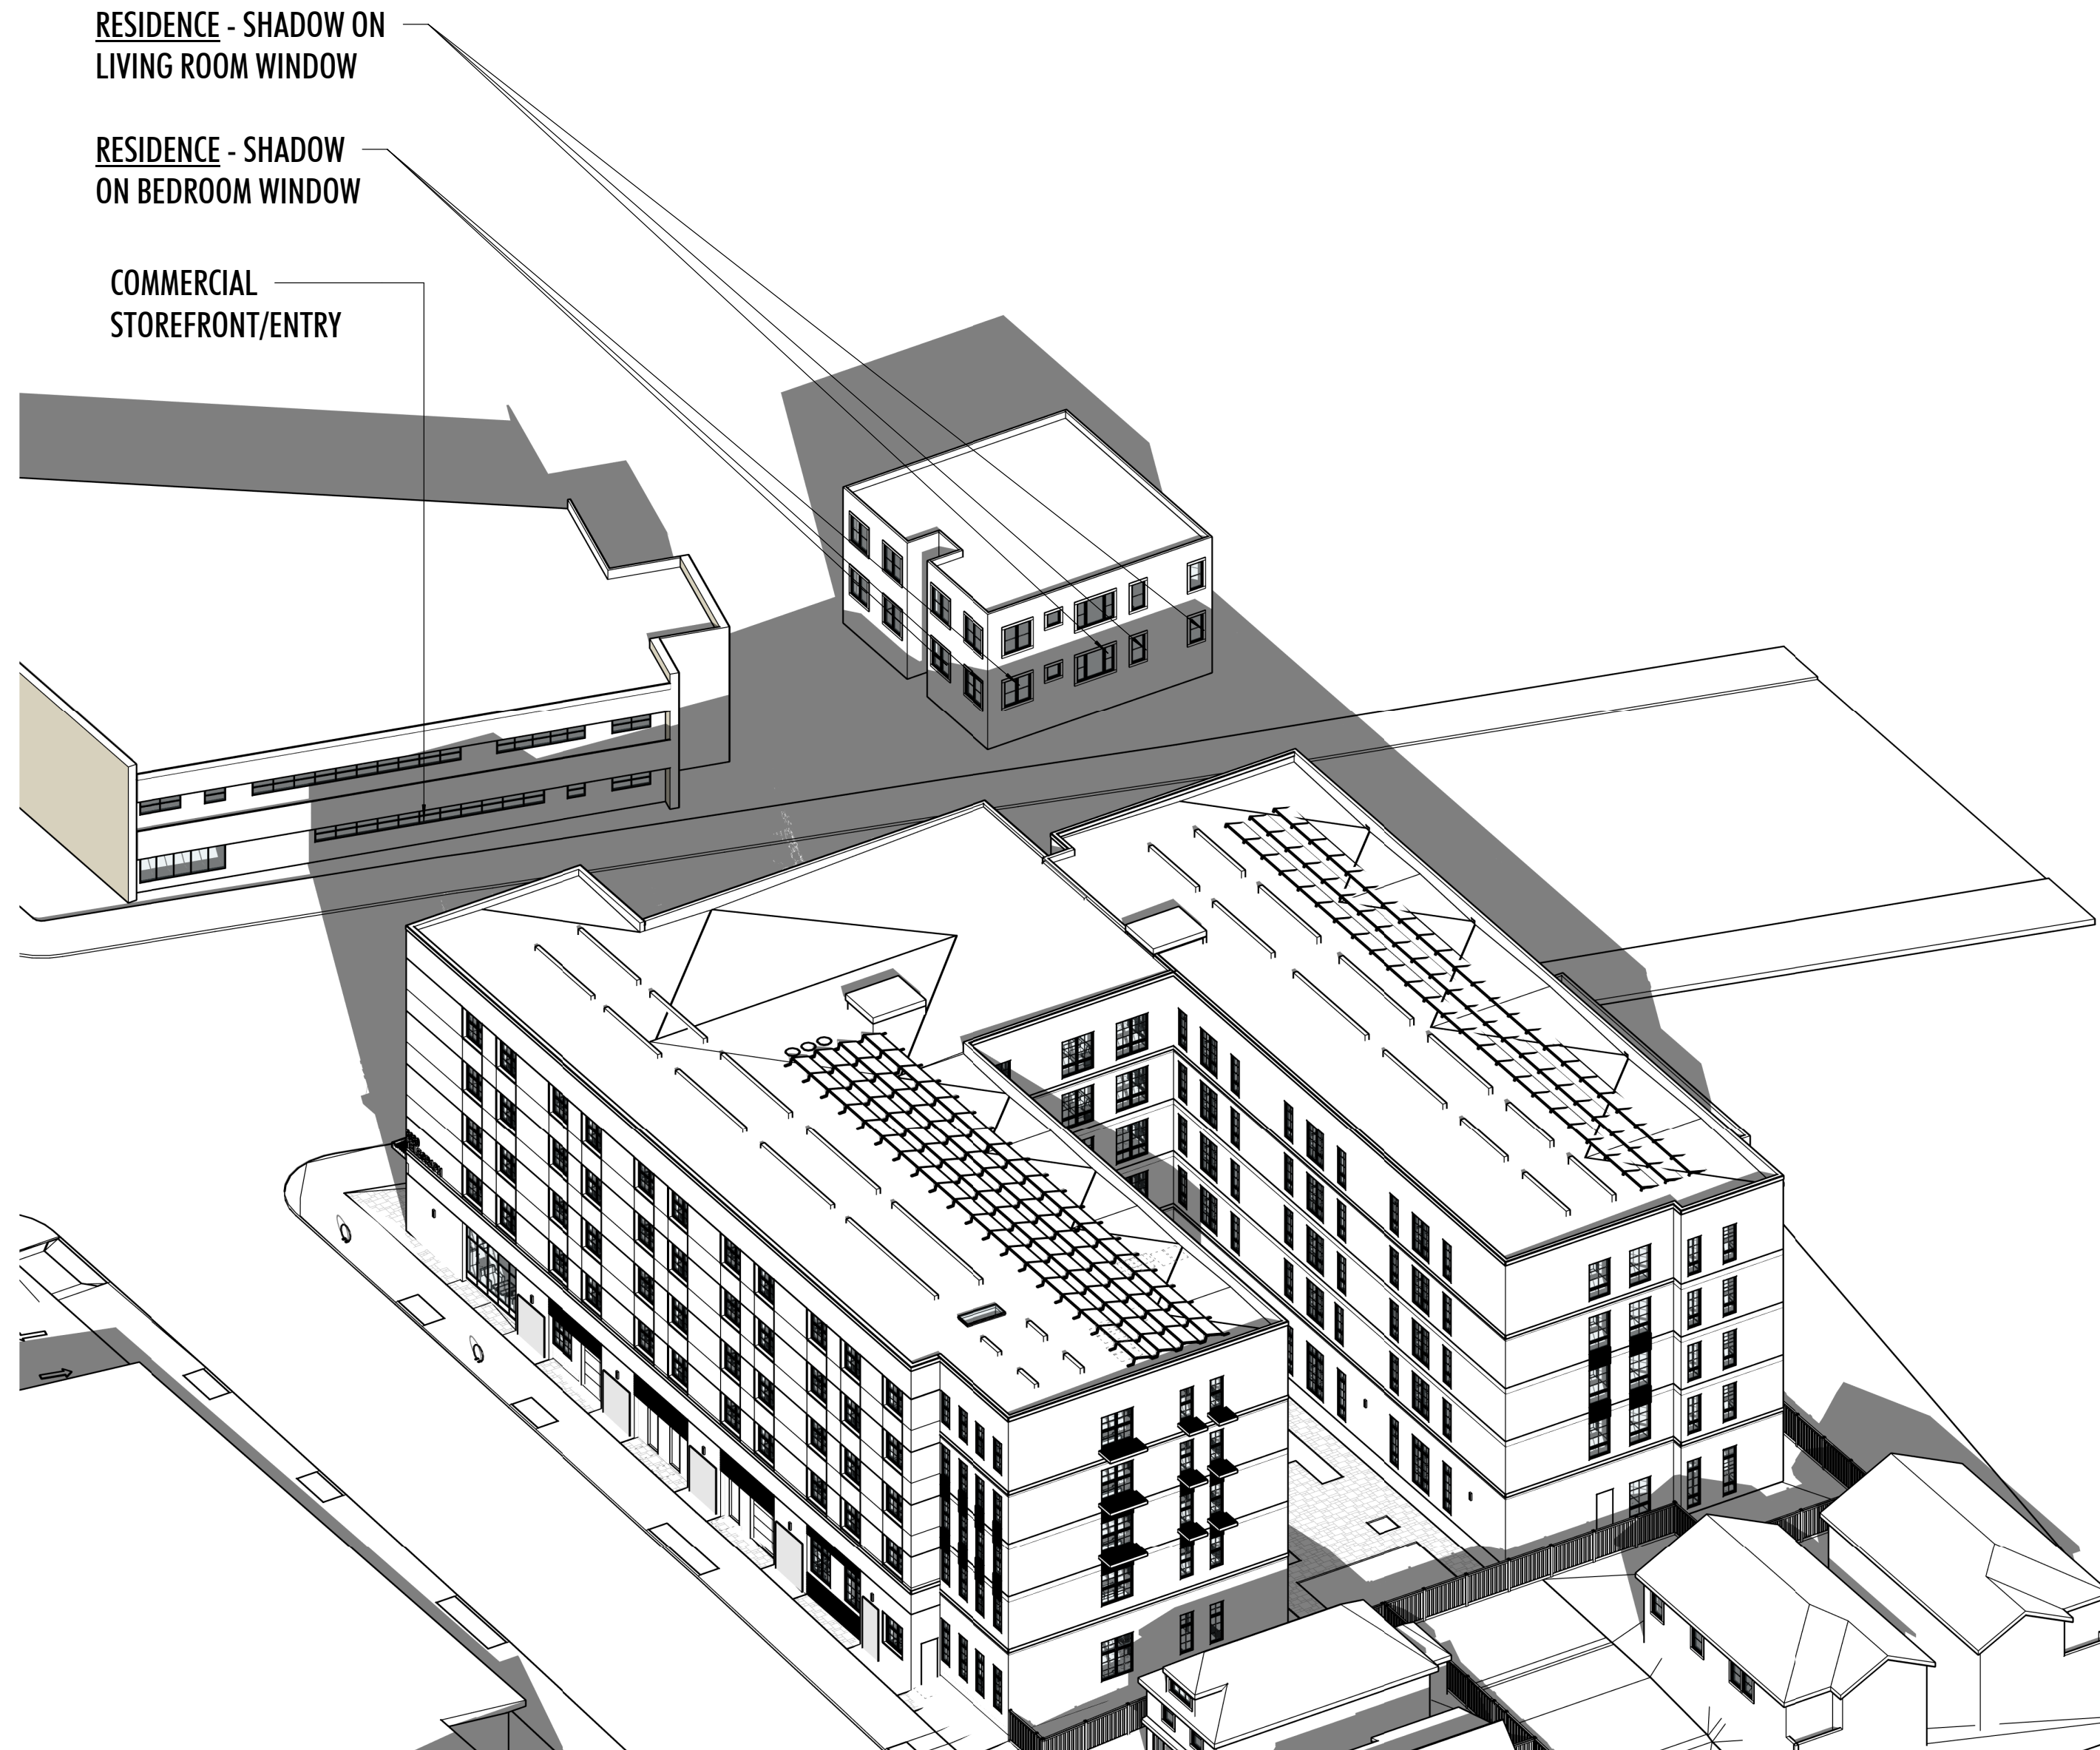 RESIDENCE - SHADOW ON
LIVING ROOM WINDOW
RESIDENCE - SHADOW
ON BEDROOM WINDOW
COMMERCIAL
STOREFRONT/ENTRY